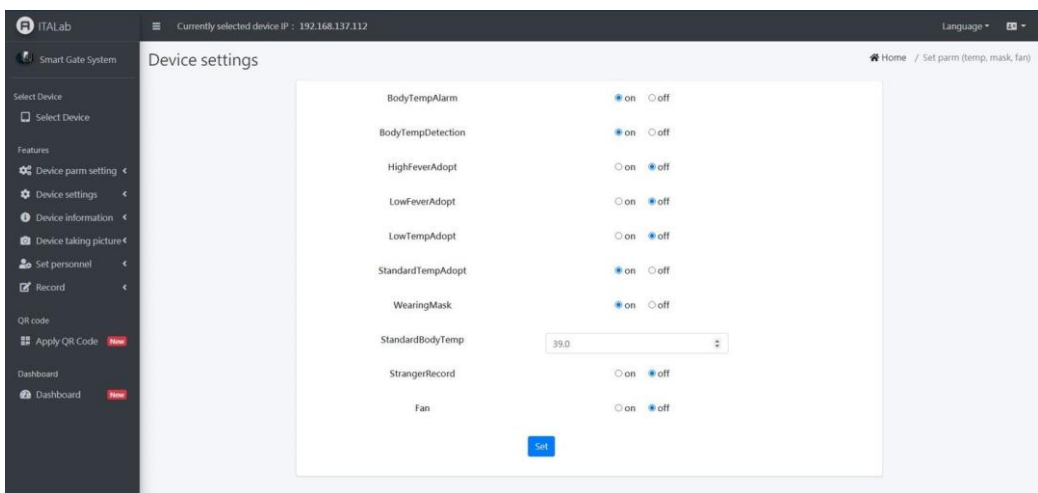 ITALab
Currently selected device IP : 192.168.137.112
Language
Smart Gate System
Device settings
Home / Set parm (temp, mask, fan)
Select Device
Select Device
Features
Device parm setting
Device settings
Device information
Device taking picture
Set personnel
Record
QR code
Apply QR Code New
Dashboard
Dashboard New
BodyTempAlarm on off
BodyTempDetection on off
HighFeverAdopt on off
LowFeverAdopt on off
LowTempAdopt on off
StandardTempAdopt on off
WearingMask on off
StandardBodyTemp 39.0
StrangerRecord on off
Fan on off
Set